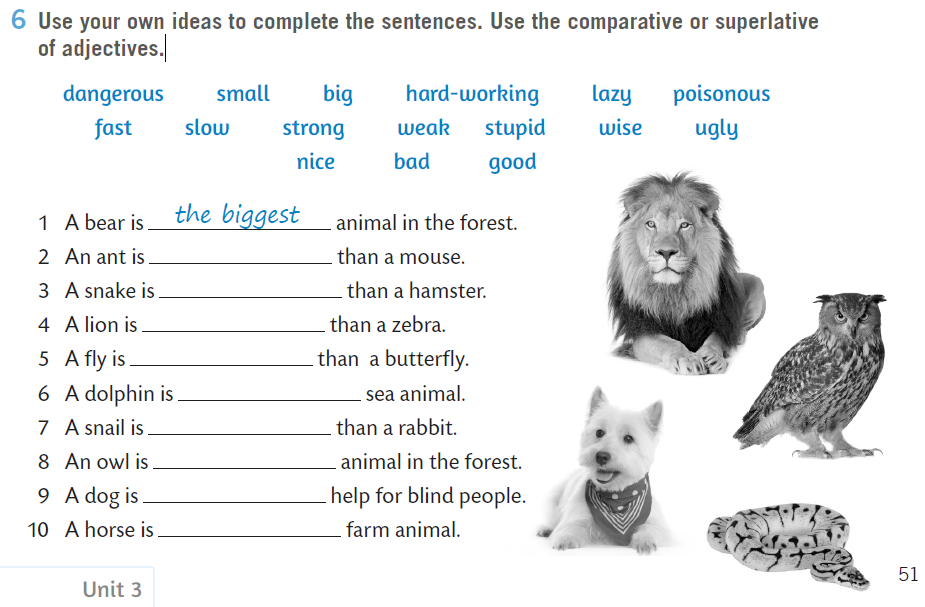 6 Use your own ideas to complete the sentences. Use the comparative or superlative
of adjectives.
dangerous small big hard-working lazy poisonous
fast slow strong weak stupid wise ugly
nice bad good
1 A bear is the biggest animal in the forest.
2 An ant is ______ than a mouse.
3 A snake is ______ than a hamster.
4 A lion is ______ than a zebra.
5 A fly is ______ than a butterfly.
6 A dolphin is ______ sea animal.
7 A snail is ______ than a rabbit.
8 An owl is ______ animal in the forest.
9 A dog is ______ help for blind people.
10 A horse is ______ farm animal.
Unit 3
51